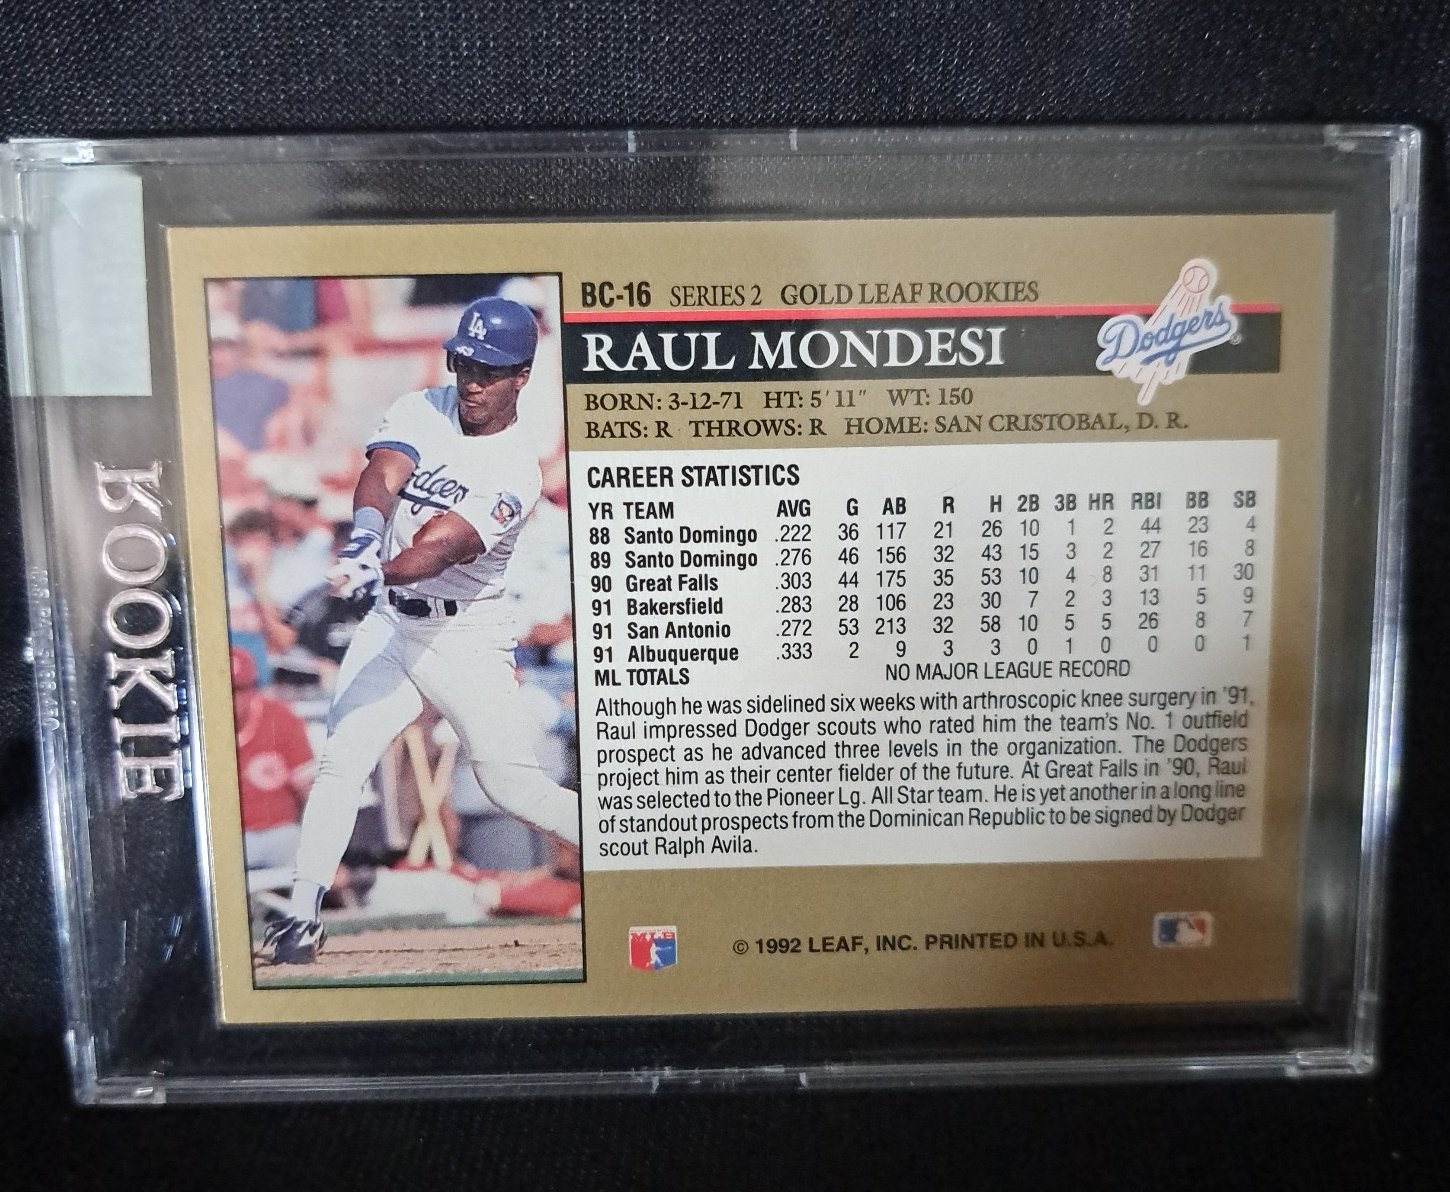 ROOKIE
BC-16 SERIES 2 GOLD LEAF ROOKIES
RAUL MONDESI
Dodgers
BORN: 3-12-71 HT: 5' 11" WT: 150
BATS: R THROWS: R HOME: SAN CRISTOBAL, D. R.
CAREER STATISTICS
YR TEAM AVG G AB R H 2B 3B HR RBI BB SB
88 Santo Domingo .222 36 117 21 26 10 1 2 44 23 4
89 Santo Domingo .276 46 156 32 43 15 3 2 27 16 8
90 Great Falls .303 44 175 35 53 10 4 8 31 11 30
91 Bakersfield .283 28 106 23 30 7 2 3 13 5 9
91 San Antonio .272 53 213 32 58 10 5 5 26 8 7
91 Albuquerque .333 2 9 3 3 0 1 0 0 0 1
ML TOTALS NO MAJOR LEAGUE RECORD
Although he was sidelined six weeks with arthroscopic knee surgery in '91,
Raul impressed Dodger scouts who rated him the team's No. 1 outfield
prospect as he advanced three levels in the organization. The Dodgers
project him as their center fielder of the future. At Great Falls in '90, Raul
was selected to the Pioneer Lg. All Star team. He is yet another in a long line
of standout prospects from the Dominican Republic to be signed by Dodger
scout Ralph Avila.
© 1992 LEAF, INC. PRINTED IN U.S.A.
LA
Dodgers